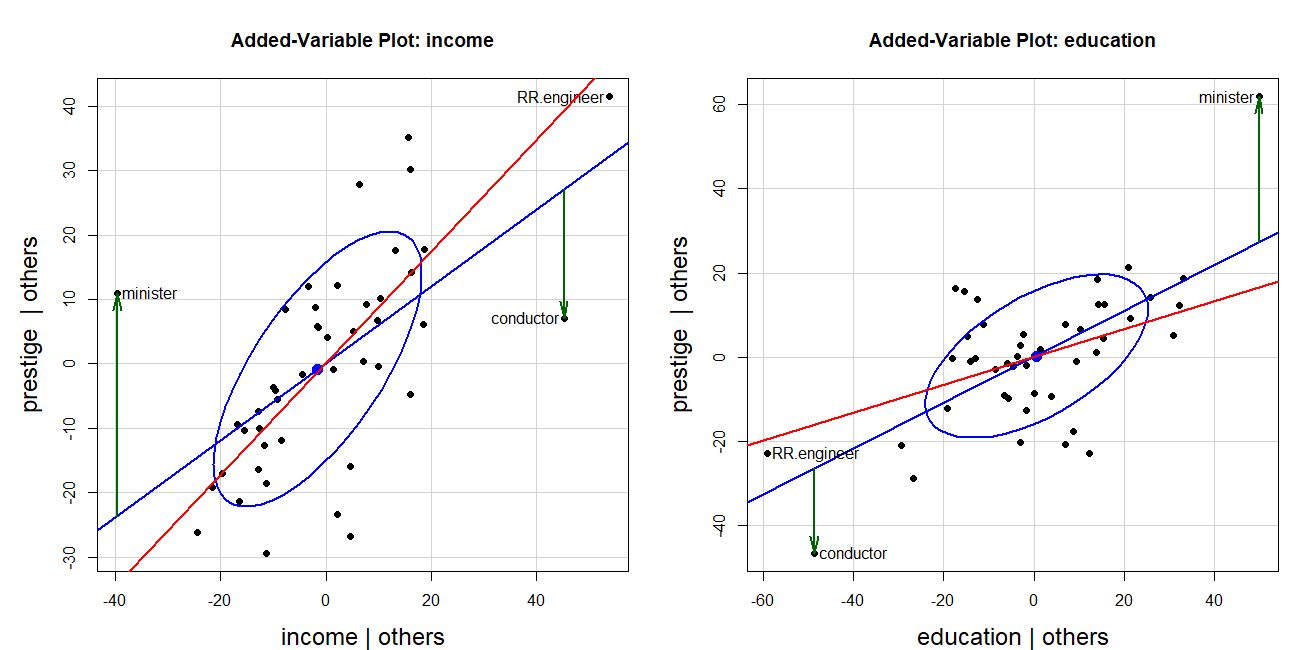 Added-Variable Plot: income
prestige | others
40
30
20
10
0
-10
-20
-30
RR.engineer
minister
conductor
-40
-20
0
20
40
income | others
Added-Variable Plot: education
prestige | others
60
40
20
0
-20
-40
minister
RR.engineer
conductor
-60
-40
-20
0
20
40
education | others